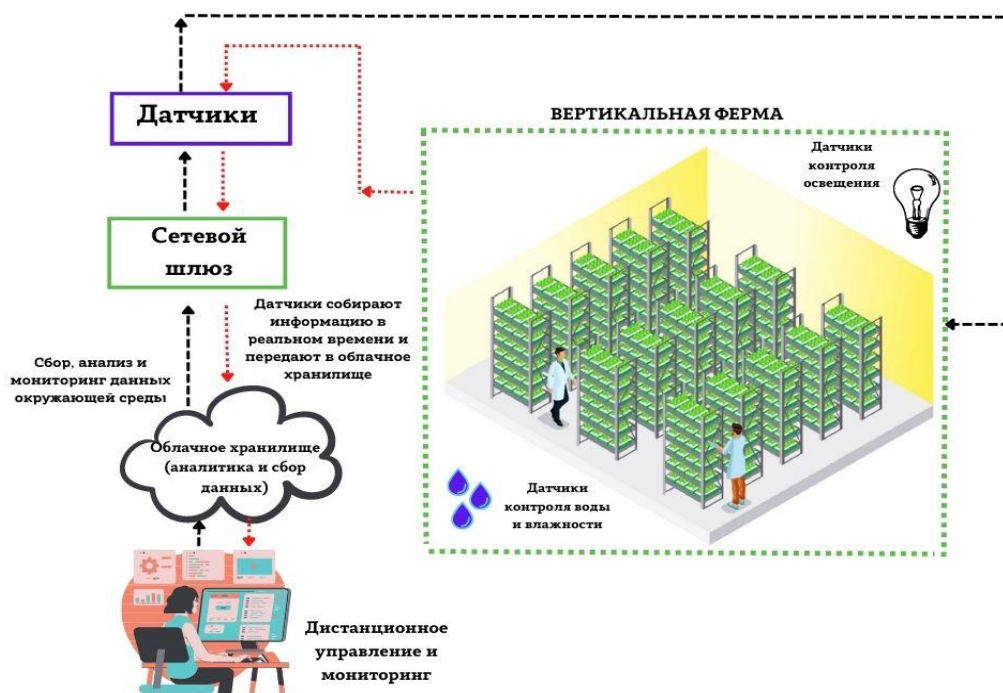 Датчики
ВЕРТИКАЛЬНАЯ ФЕРМА
Датчики
контроля
освещения
Сетевой
шлюз
Датчики собирают
информацию в
реальном времени и
передают в облачное
хранилище
Сбор, анализ и
мониторинг данных
окружающей среды
Облачное хранилище
(аналитика и сбор
данных)
Датчики
контроля воды
и влажности
Дистанционное
управление и
мониторинг